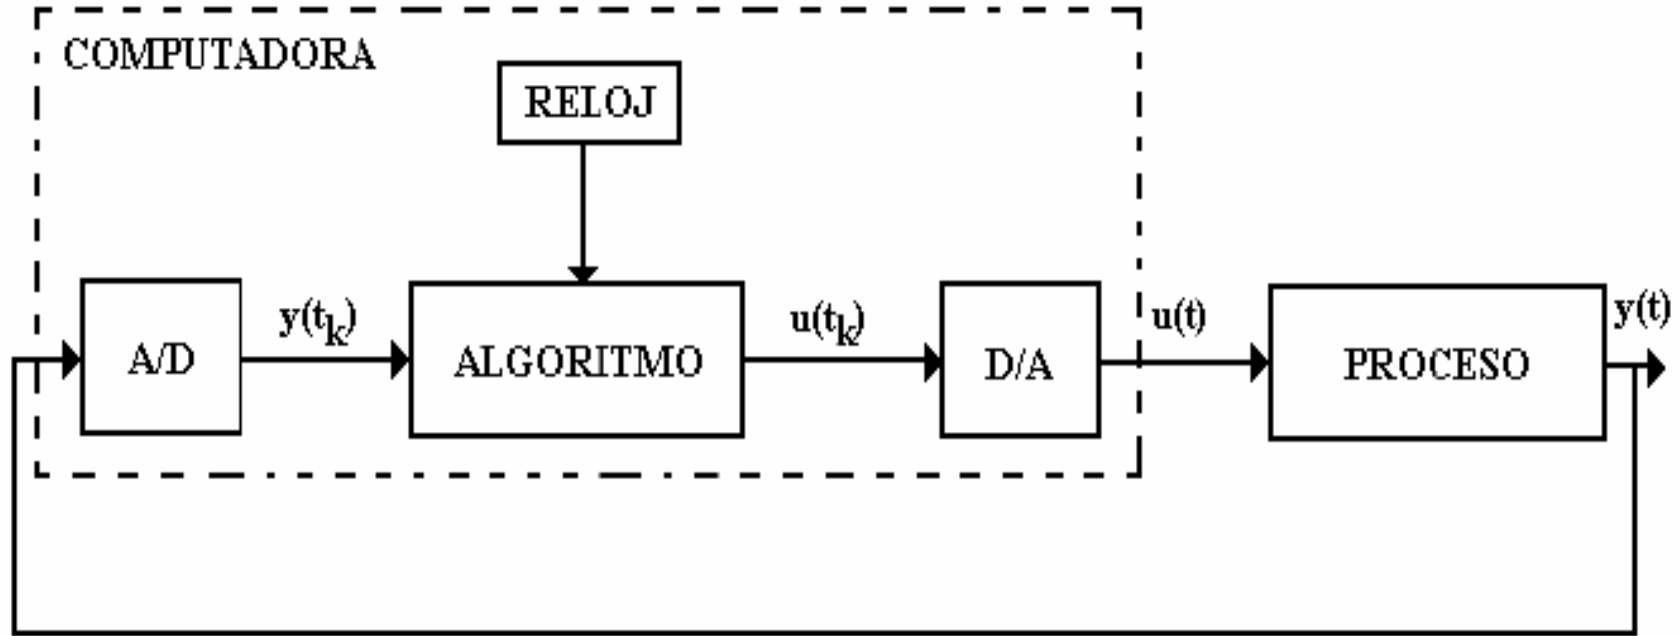 COMPUTADORA
RELOJ
A/D
y(tk)
ALGORITMO
u(tk)
D/A
u(t)
PROCESO
y(t)